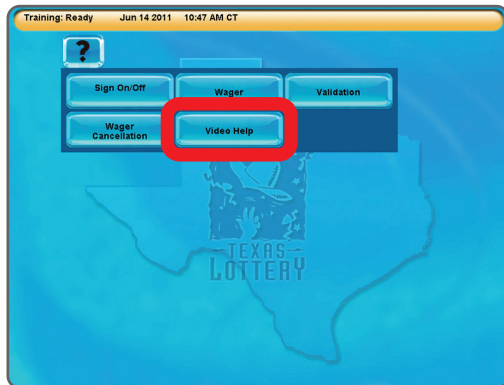 Training: Ready Jun 14 2011 10:47 AM CT
?
Sign On/Off Wager Validation
Wager
Cancellation Video Help
TEXAS
LOTTERY